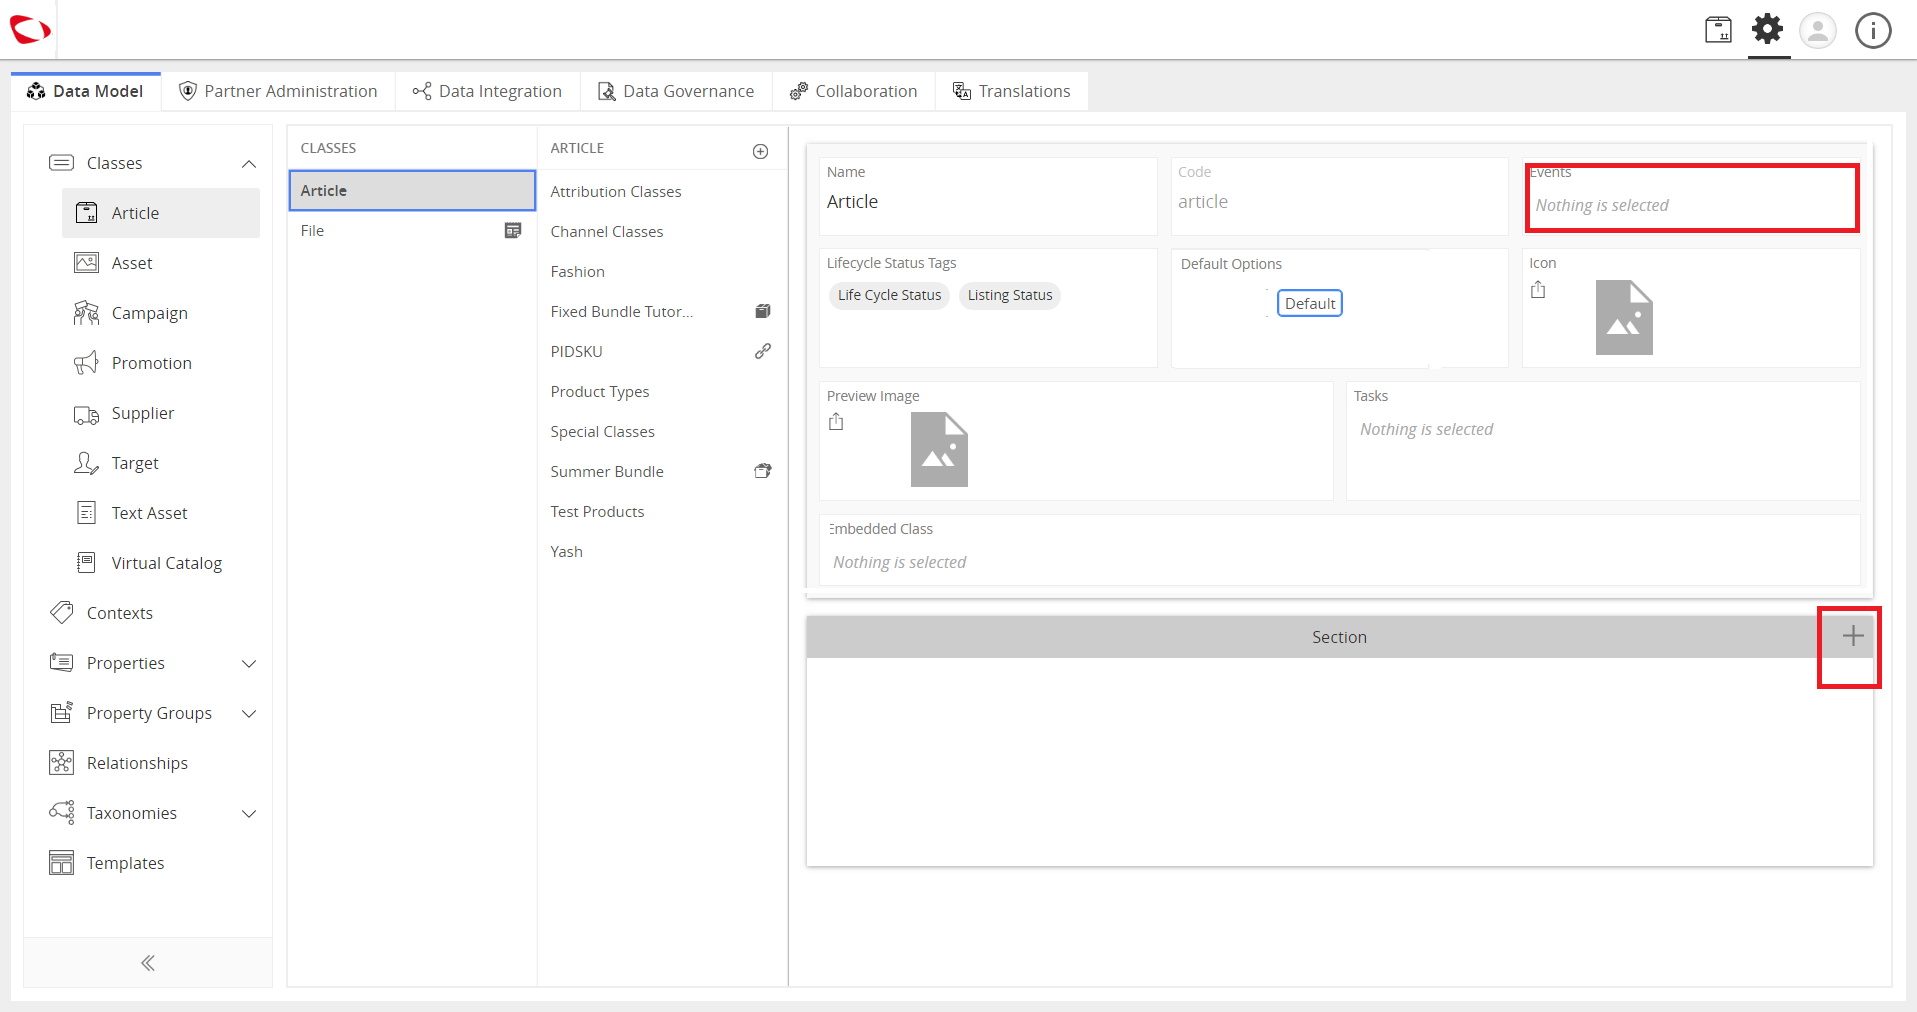 Data Model
Partner Administration
Data Integration
Data Governance
Collaboration
Translations
Classes
Article
Asset
Campaign
Promotion
Supplier
Target
Text Asset
Virtual Catalog
Contexts
Properties
Property Groups
Relationships
Taxonomies
Templates
CLASSES
Article
File
ARTICLE
Attribution Classes
Channel Classes
Fashion
Fixed Bundle Tutor...
PIDSKU
Product Types
Special Classes
Summer Bundle
Test Products
Yash
Name
Article
Code
article
Events
Nothing is selected
Lifecycle Status Tags
Life Cycle Status
Listing Status
Default Options
Default
Icon
Preview Image
Tasks
Nothing is selected
Embedded Class
Nothing is selected
Section